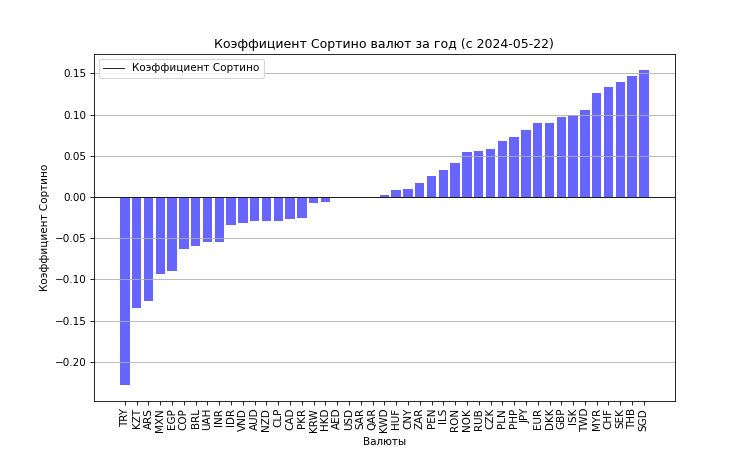 Коэффициент Сортино валют за год (с 2024-05-22)
Коэффициент Сортино
0.15
0.10
0.05
0.00
−0.05
−0.10
−0.15
−0.20
Коэффициент Сортино
TRY
KZT
ARS
MXN
EGP
COP
BRL
UAH
INR
IDR
VND
AUD
NZD
CLP
CAD
PKR
KRW
HKD
AED
USD
SAR
QAR
KWD
HUF
CNY
ZAR
PEN
ILS
RON
NOK
RUB
CZK
PLN
PHP
JPY
EUR
DKK
GBP
ISK
TWD
MYR
CHF
SEK
THB
SGD
Валюты